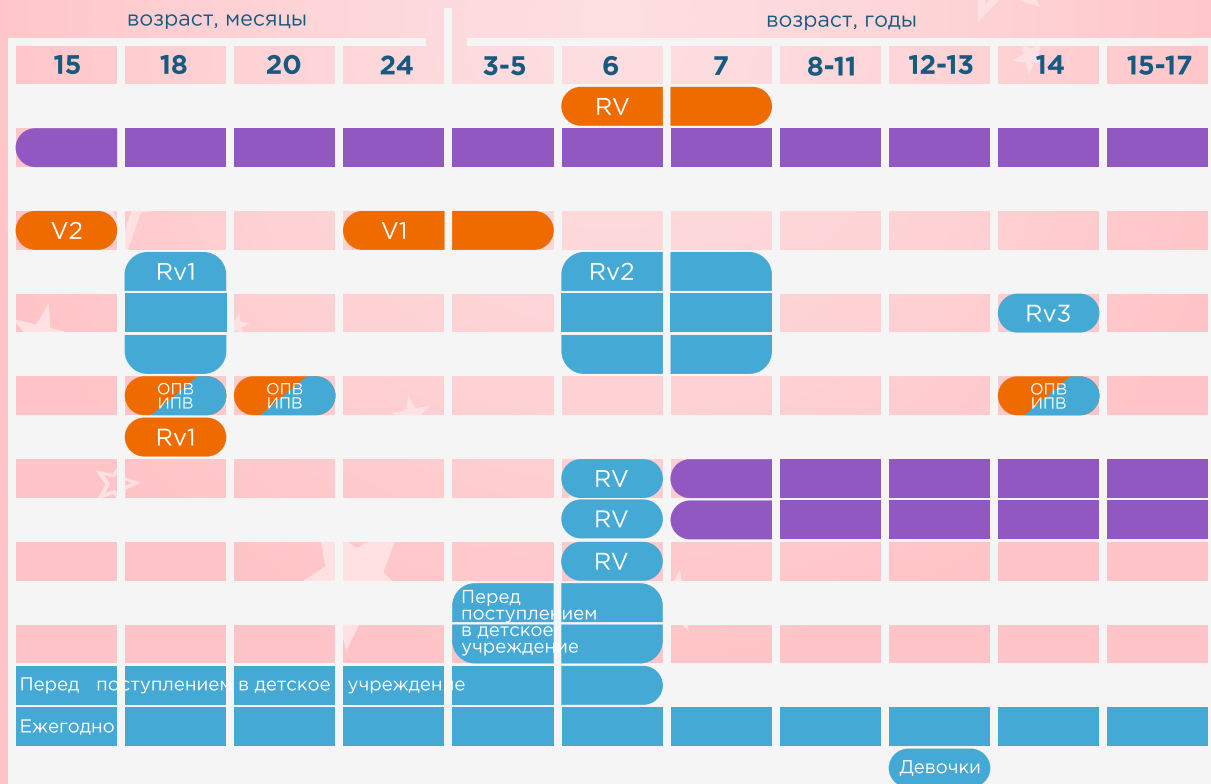 возраст, месяцы возраст, годы
15 18 20 24 3-5 6 7 8-11 12-13 14 15-17
RV
V2 V1
Rv1 Rv2
Rv3
ОПВ ОПВ ОПВ
ИПВ ИПВ ИПВ
Rv1
RV
RV
RV
Перед
поступлением
в детское
учреждение
Перед поступлением в детское учреждение
Ежегодно
Девочки